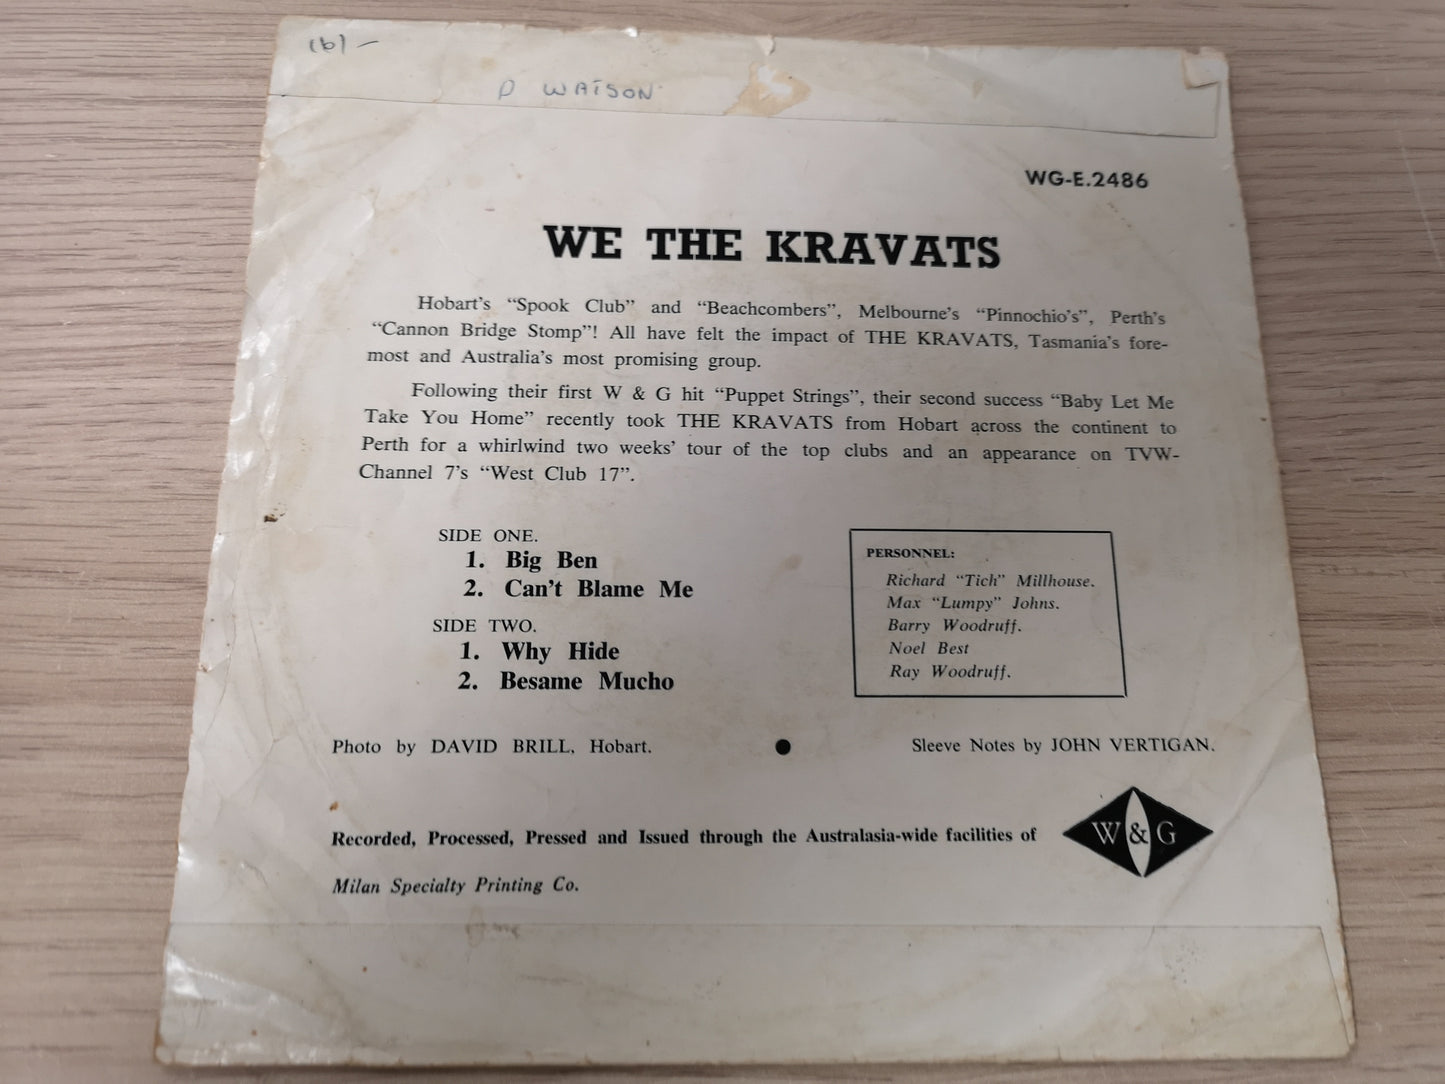 (6) —
D WATSON
WG-E.2486
WE THE KRAVATS
Hobart's "Spook Club" and "Beachcombers", Melbourne's "Pinnochio's", Perth's
"Cannon Bridge Stomp"! All have felt the impact of THE KRAVATS, Tasmania's fore-
most and Australia's most promising group.
Following their first W & G hit "Puppet Strings", their second success "Baby Let Me
Take You Home" recently took THE KRAVATS from Hobart across the continent to
Perth for a whirlwind two weeks' tour of the top clubs and an appearance on TVW-
Channel 7's "West Club 17".
SIDE ONE.
1. Big Ben
2. Can't Blame Me
SIDE TWO.
1. Why Hide
2. Besame Mucho
PERSONNEL:
Richard "Tich" Millhouse.
Max "Lumpy" Johns.
Barry Woodruff.
Noel Best
Ray Woodruff.
Photo by DAVID BRILL, Hobart.
Sleeve Notes by JOHN VERTIGAN.
Recorded, Processed, Pressed and Issued through the Australasia-wide facilities of
W & G
Milan Specialty Printing Co.